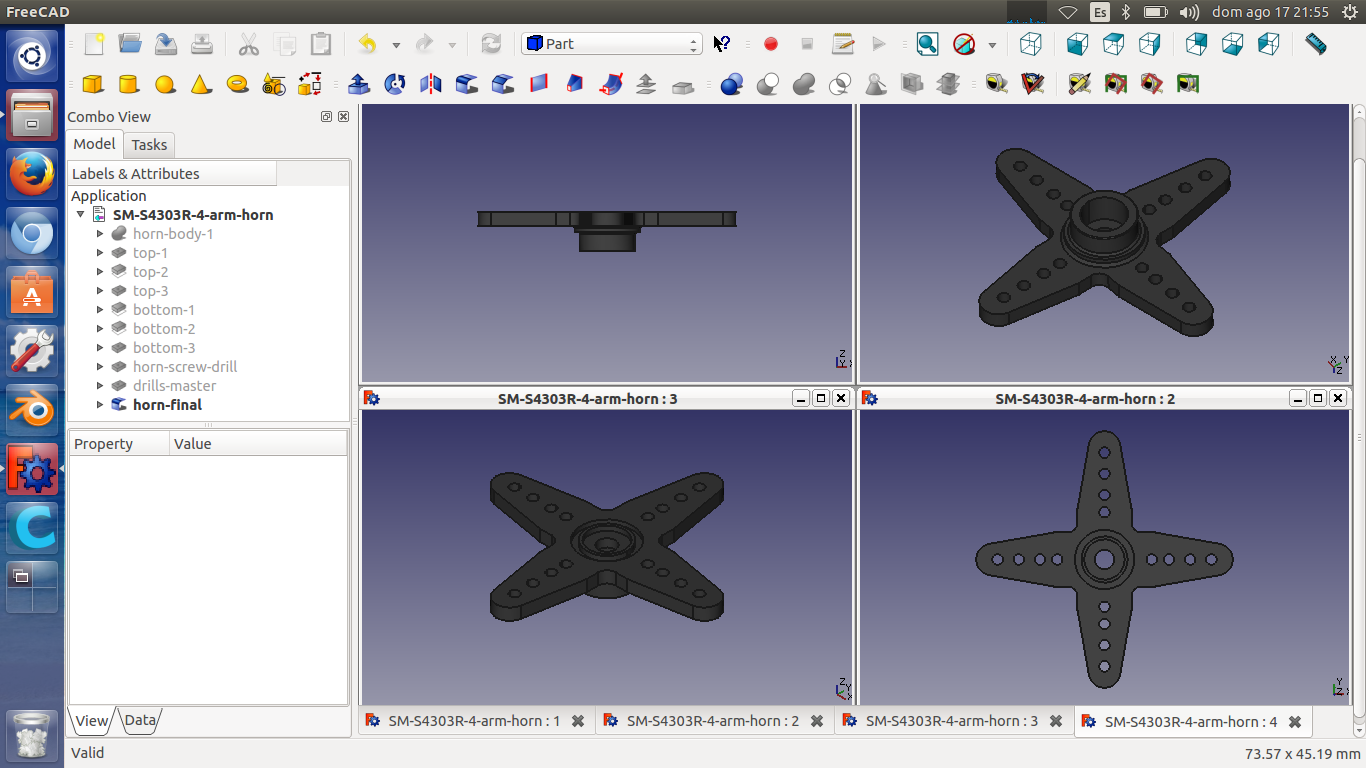 FreeCAD
Es
dom ago 17 21:55
Part
Combo View
Model
Tasks
Labels & Attributes
Application
SM-S4303R-4-arm-horn
horn-body-1
top-1
top-2
top-3
bottom-1
bottom-2
bottom-3
horn-screw-drill
drills-master
horn-final
Property
Value
View
Data
SM-S4303R-4-arm-horn : 3
SM-S4303R-4-arm-horn : 2
SM-S4303R-4-arm-horn : 1
SM-S4303R-4-arm-horn : 2
SM-S4303R-4-arm-horn : 3
SM-S4303R-4-arm-horn : 4
Valid
73.57 x 45.19 mm